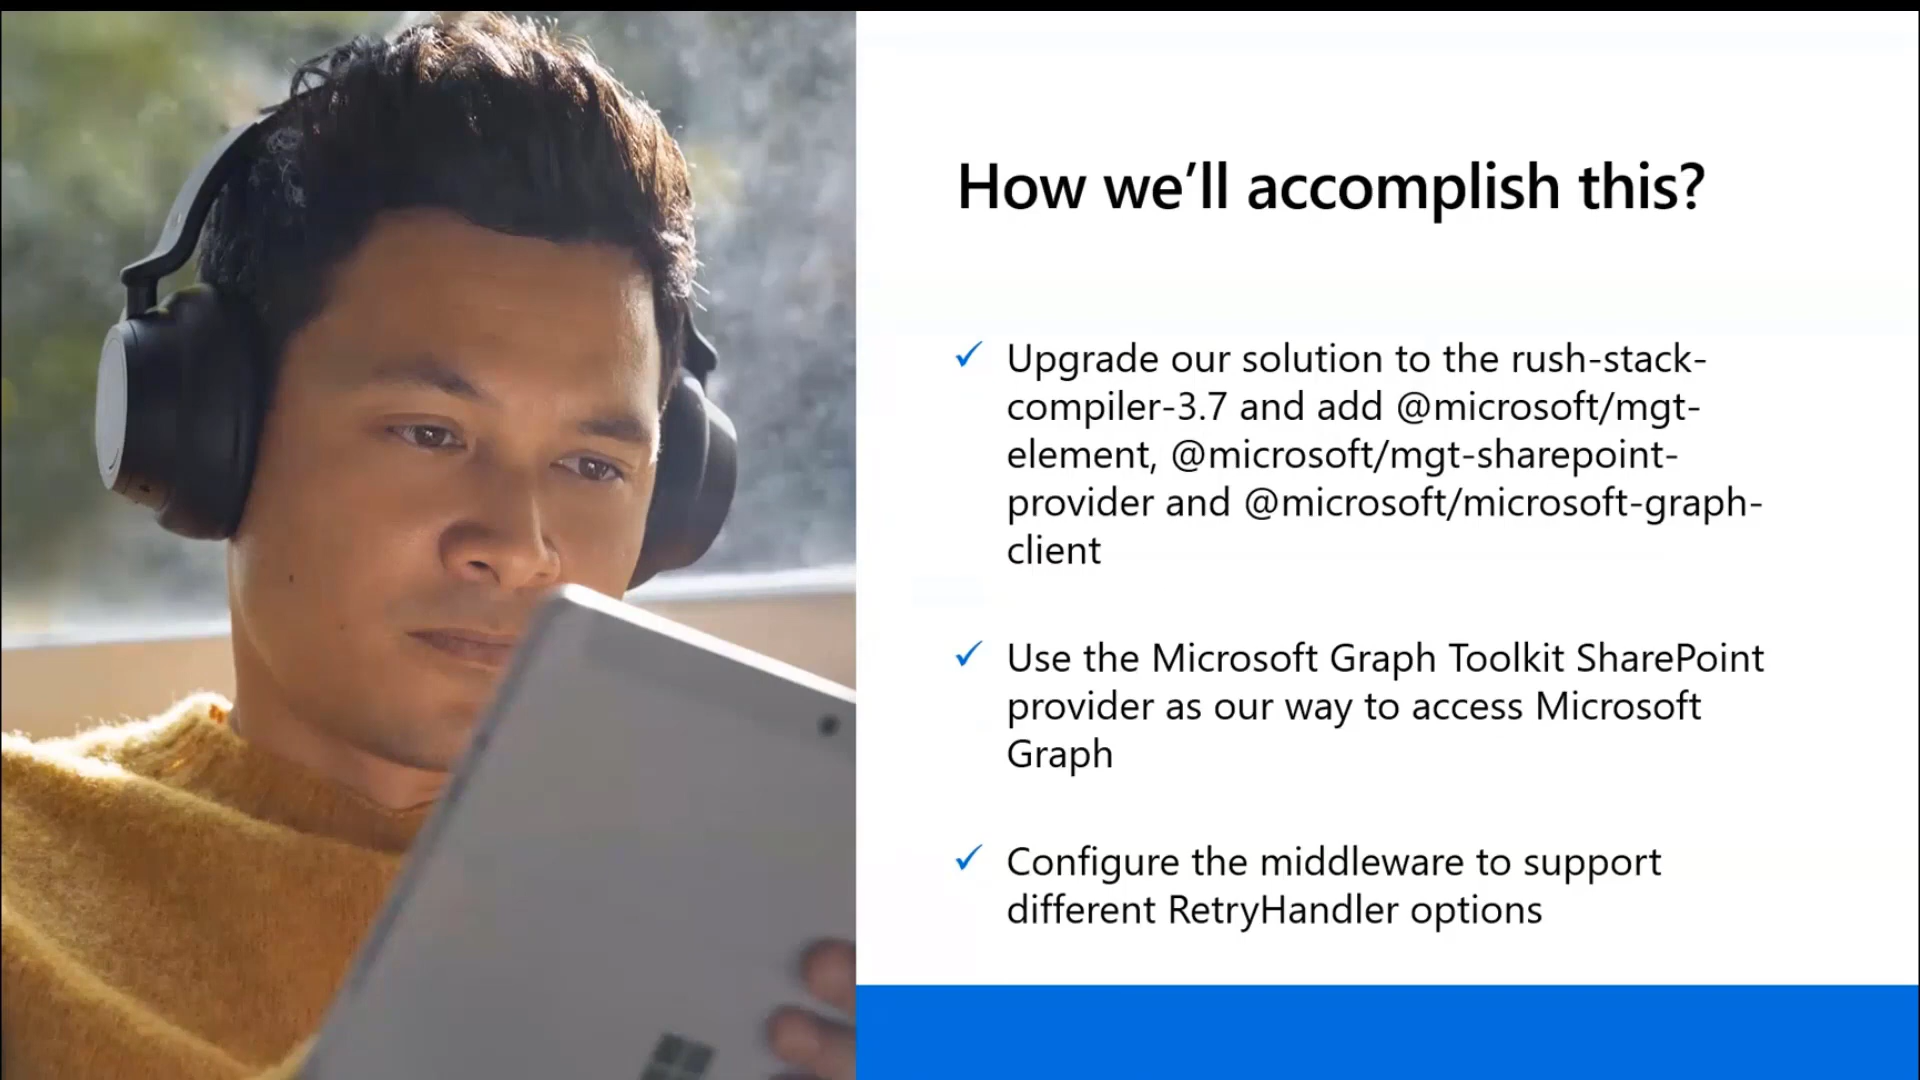 How we’ll accomplish this?
✓ Upgrade our solution to the rush-stack-
compiler-3.7 and add @microsoft/mgt-
element, @microsoft/mgt-sharepoint-
provider and @microsoft/microsoft-graph-
client
✓ Use the Microsoft Graph Toolkit SharePoint
provider as our way to access Microsoft
Graph
✓ Configure the middleware to support
different RetryHandler options